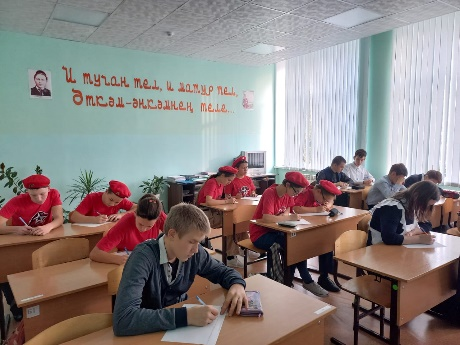 И туган тел, и матур тел,
Әткәм-әнкәмнең теле...